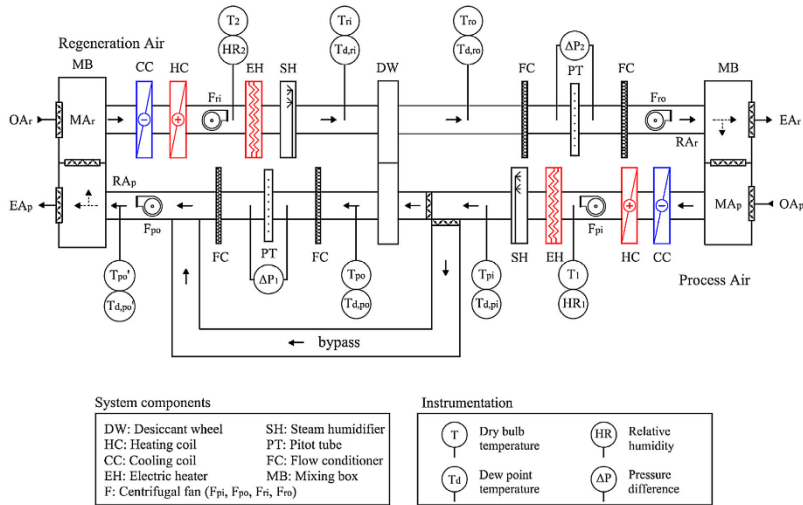 T2 Tri Tro
Regeneration Air HR2 Td,ri Td,ro ΔP2
MB CC HC EH SH DW FC PT FC MB
Fri Fro
OAr MAr EAr
RAr
RAp
EAp MAp OAp
Fpo FC PT FC SH EH Fpi HC CC
Tpo' ΔP1 Tpo Tpi T1 Process Air
Td,po' Td,po Td,pi HR1
bypass
System components
DW: Desiccant wheel SH: Steam humidifier
HC: Heating coil PT: Pitot tube
CC: Cooling coil FC: Flow conditioner
EH: Electric heater MB: Mixing box
F: Centrifugal fan (Fpi, Fpo, Fri, Fro)
Instrumentation
T Dry bulb temperature HR Relative humidity
Td Dew point temperature ΔP Pressure difference